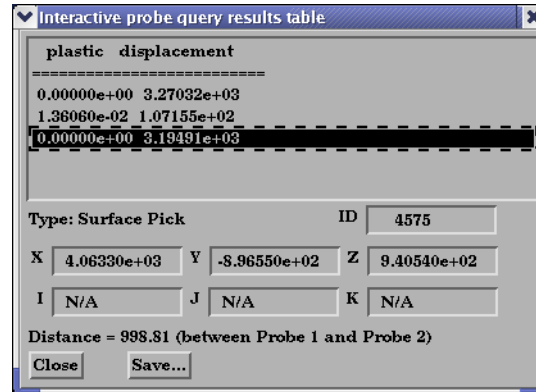 Interactive probe query results table
plastic displacement
==========================
0.00000e+00 3.27032e+03
1.36060e-02 1.07155e+02
0.00000e+00 3.19491e+03
Type: Surface Pick ID 4575
X 4.06330e+03 Y -8.96550e+02 Z 9.40540e+02
I N/A J N/A K N/A
Distance = 998.81 (between Probe 1 and Probe 2)
Close Save...